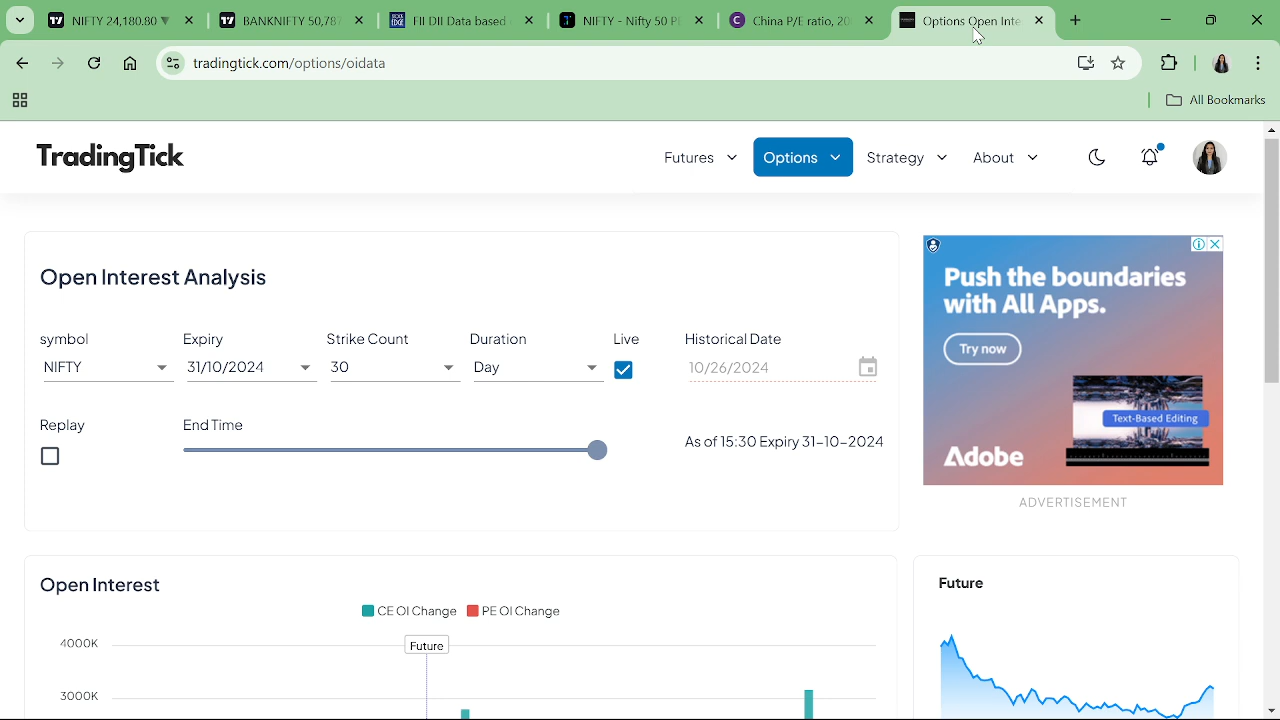 NIFTY 24,180.80 ▼
BANKNIFTY 50,787
FII DII Data based
NIFTY - Nifty 50 PE
China P/E ratio, 20
Options Open Inte
tradingtick.com/options/oidata
All Bookmarks
TradingTick
Futures
Options
Strategy
About
Open Interest Analysis
symbol
Expiry
Strike Count
Duration
Live
Historical Date
NIFTY
31/10/2024
30
Day
10/26/2024
Replay
End Time
As of 15:30 Expiry 31-10-2024
Push the boundaries
with All Apps.
Try now
Text-Based Editing
Adobe
ADVERTISEMENT
Open Interest
CE OI Change
PE OI Change
4000K
Future
3000K
Future